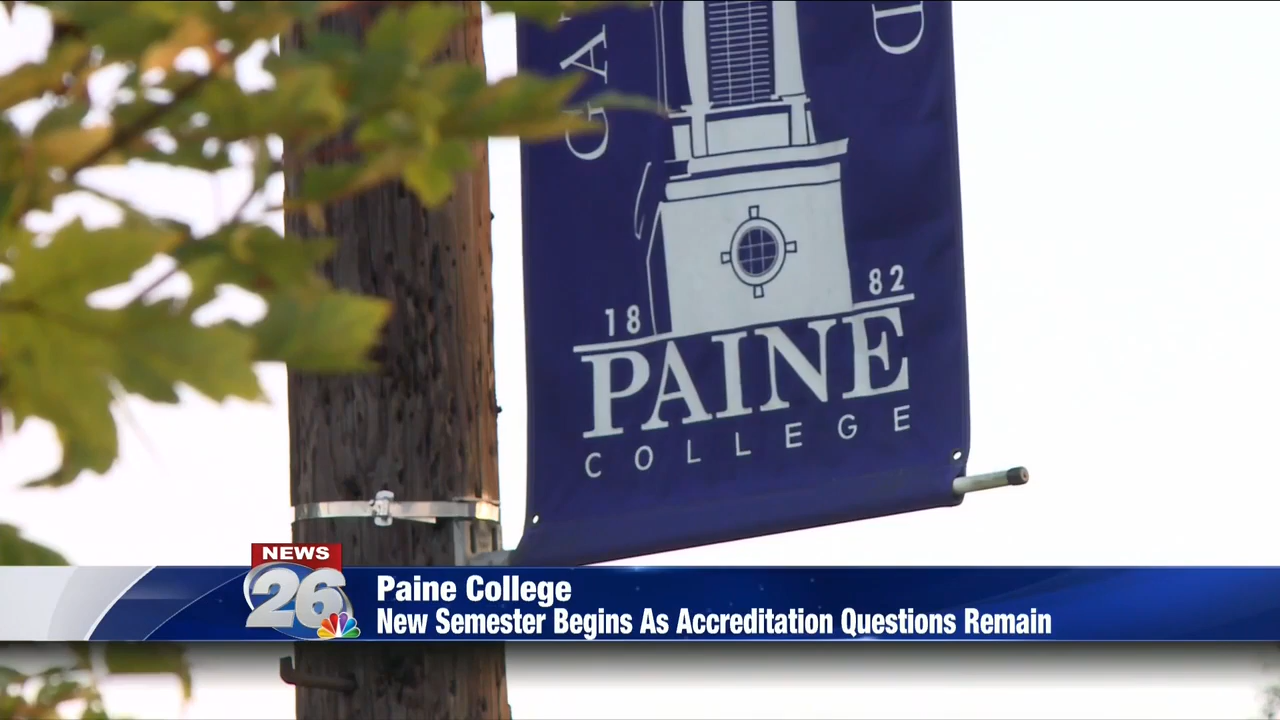 18 82
PAINE
COLLEGE
NEWS
26
Paine College
New Semester Begins As Accreditation Questions Remain